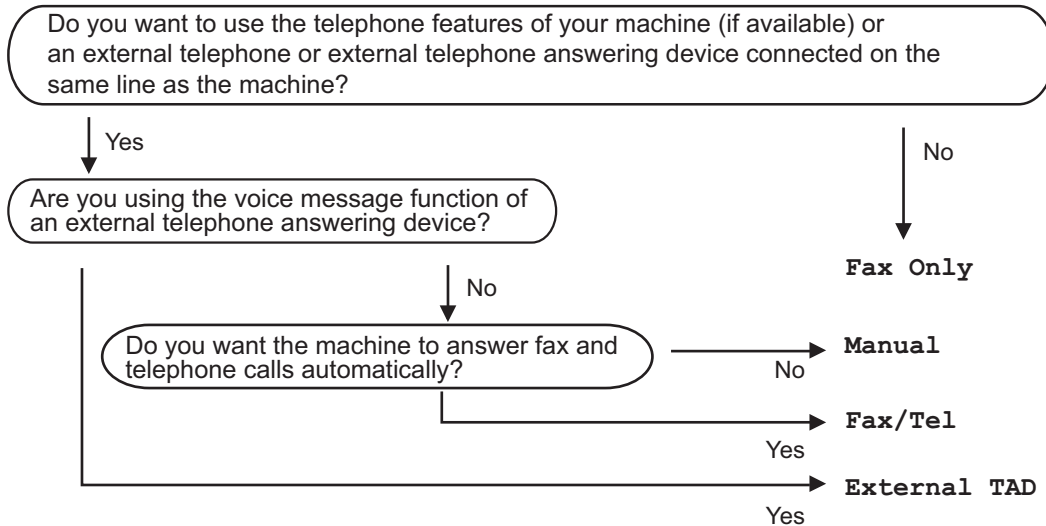 Do you want to use the telephone features of your machine (if available) or
an external telephone or external telephone answering device connected on the
same line as the machine?
Yes
No
Are you using the voice message function of
an external telephone answering device?
Fax Only
No
Do you want the machine to answer fax and
telephone calls automatically?
Manual
No
Fax/Tel
Yes
External TAD
Yes